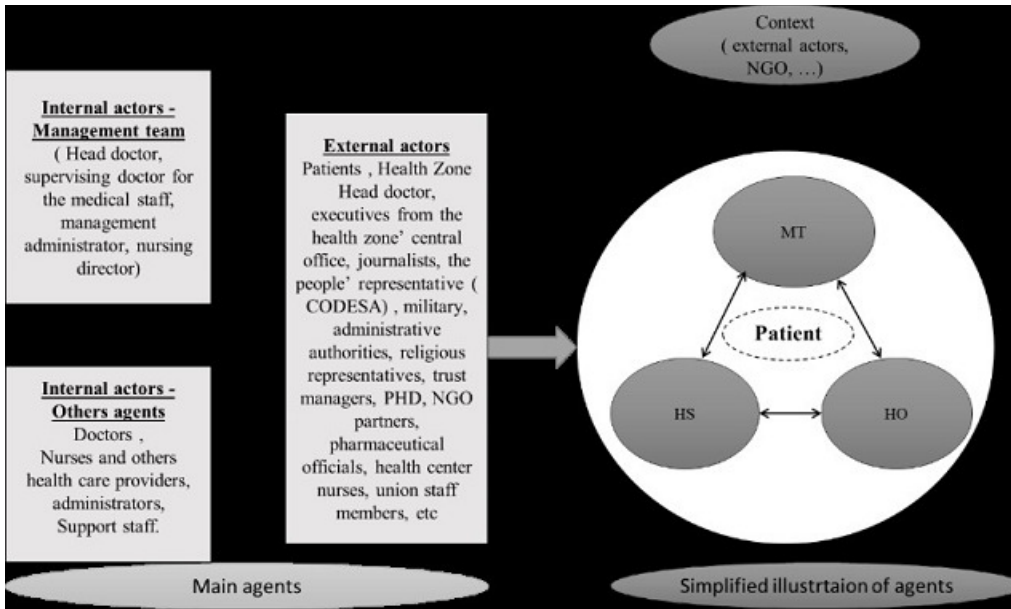 Internal actors -
Management team
( Head doctor,
supervising doctor for
the medical staff,
management
administrator, nursing
director)
Internal actors -
Others agents
Doctors ,
Nurses and others
health care providers,
administrators,
Support staff.
External actors
Patients , Health Zone
Head doctor,
executives from the
health zone’ central
office, journalists, the
people’ representative (
CODESA) , military,
administrative
authorities, religious
representatives, trust
managers, PHD, NGO
partners,
pharmaceutical
officials, health center
nurses, union staff
members, etc
Main agents
Context
( external actors,
NGO, …)
MT
Patient
HS
HO
Simplified illustrtaion of agents